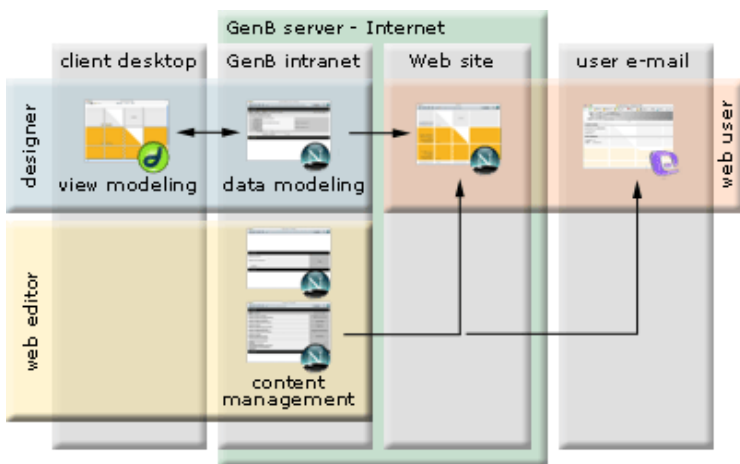 GenB server - Internet
client desktop
GenB intranet
Web site
user e-mail
designer
view modeling
data modeling
web user
web editor
content
management